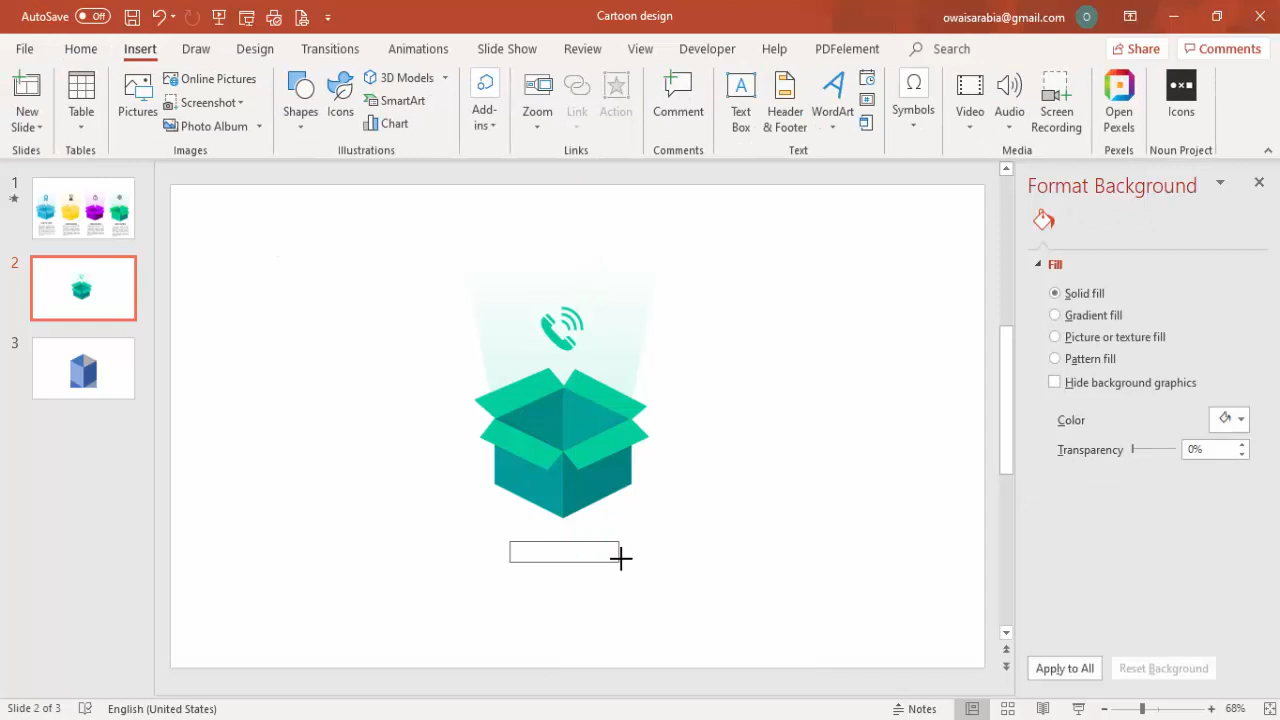 AutoSave Off
Cartoon design
owaisarabia@gmail.com O
File Home Insert Draw Design Transitions Animations Slide Show Review View Developer Help PDFelement Search Share Comments
New Slide
Slides
Table
Tables
Pictures
Online Pictures
Screenshot
Photo Album
Images
Shapes
Icons
3D Models
SmartArt
Chart
Illustrations
Add-ins
Zoom
Link
Action
Links
Comment
Comments
Text Box
Header & Footer
WordArt
Text
Symbols
Video
Audio
Screen Recording
Media
Open Pexels
Pexels
Icons
Noun Project
1
2
3
Format Background
Fill
Solid fill
Gradient fill
Picture or texture fill
Pattern fill
Hide background graphics
Color
Transparency 0%
Apply to All Reset Background
Slide 2 of 3 English (United States) Notes 68%